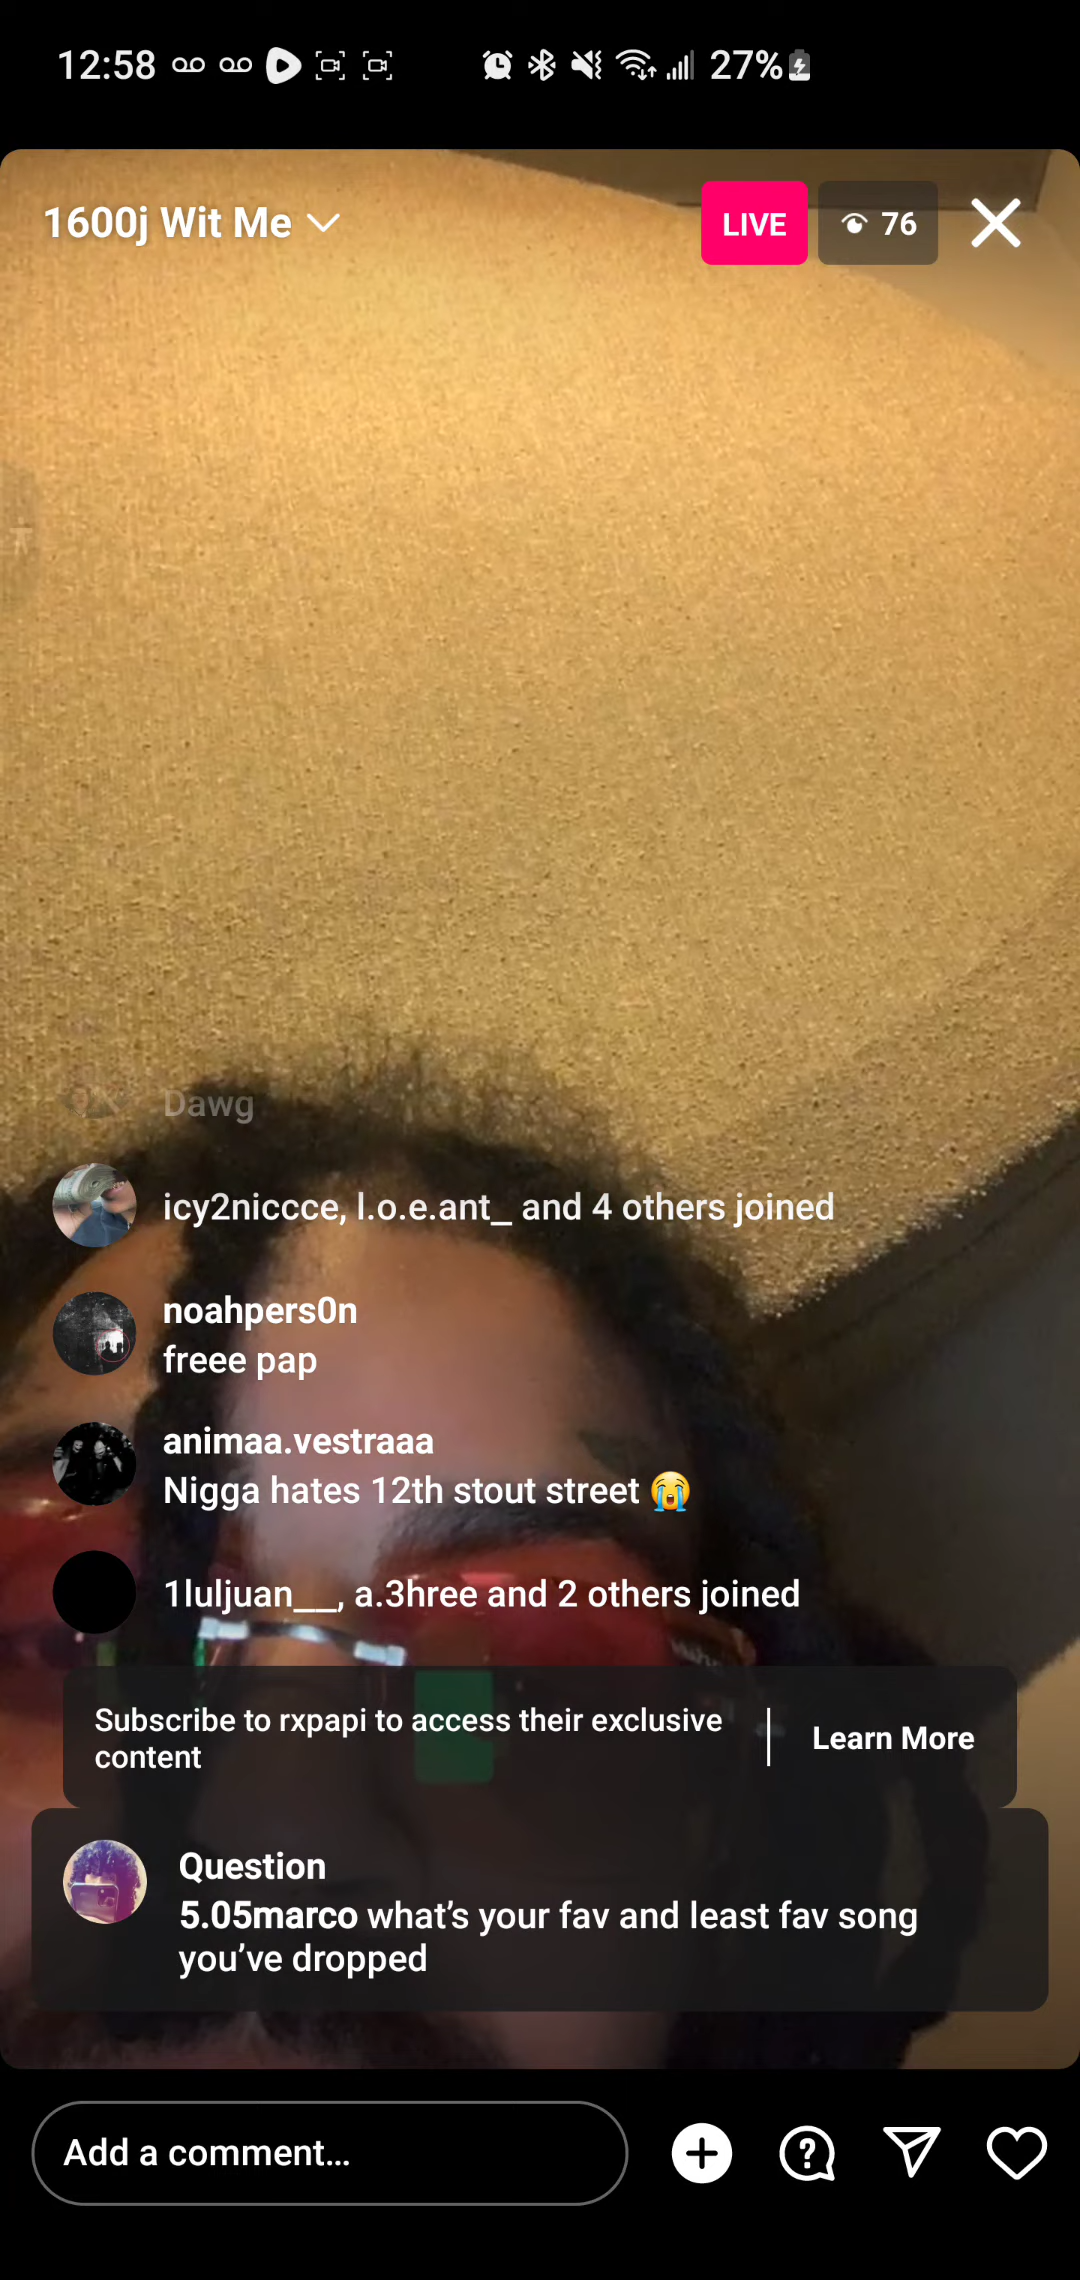 12:58
27%
1600j Wit Me
LIVE
76
Dawg
icy2niccce, l.o.e.ant_ and 4 others joined
noahpers0n
freee pap
animaa.vestraaa
Nigga hates 12th stout street 😭
1luljuan__, a.3hree and 2 others joined
Subscribe to rxpapi to access their exclusive
content
Learn More
Question
5.05marco what's your fav and least fav song
you've dropped
Add a comment...